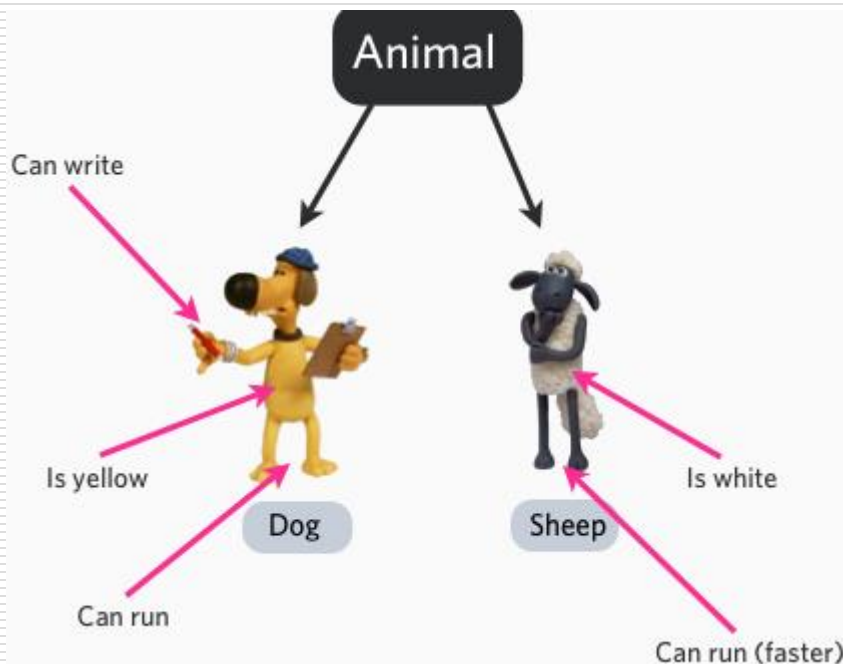 Animal
Can write
Is yellow
Is white
Dog
Sheep
Can run
Can run (faster)